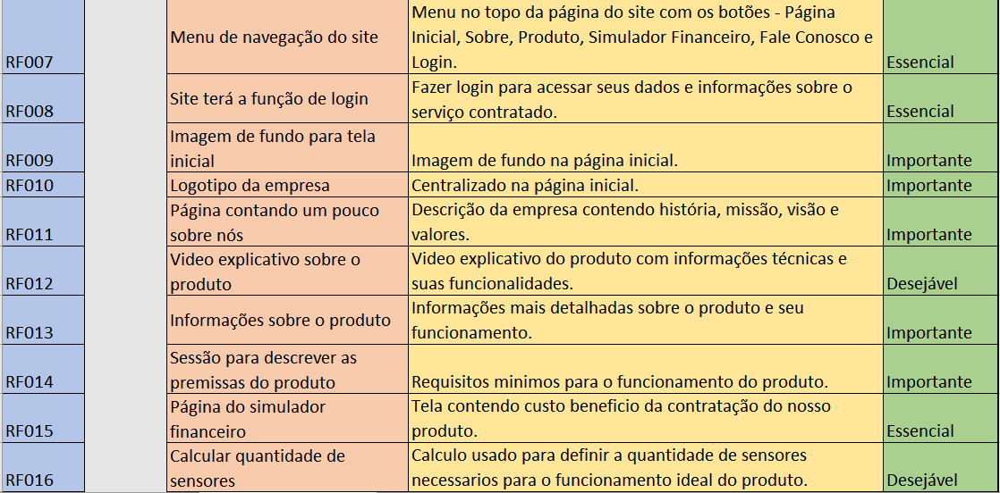 RF007
Menu de navegação do site
Menu no topo da página do site com os botões - Página
Inicial, Sobre, Produto, Simulador Financeiro, Fale Conosco e
Login.
Essencial
RF008
Site terá a função de login
Fazer login para acessar seus dados e informações sobre o
serviço contratado.
Essencial
RF009
Imagem de fundo para tela
inicial
Imagem de fundo na página inicial.
Importante
RF010
Logotipo da empresa
Centralizado na página inicial.
Importante
RF011
Página contando um pouco
sobre nós
Descrição da empresa contendo história, missão, visão e
valores.
Importante
RF012
Video explicativo sobre o
produto
Video explicativo do produto com informações técnicas e
suas funcionalidades.
Desejável
RF013
Informações sobre o produto
Informações mais detalhadas sobre o produto e seu
funcionamento.
Importante
RF014
Sessão para descrever as
premissas do produto
Requisitos minimos para o funcionamento do produto.
Importante
RF015
Página do simulador
financeiro
Tela contendo custo beneficio da contratação do nosso
produto.
Essencial
RF016
Calcular quantidade de
sensores
Calculo usado para definir a quantidade de sensores
necessarios para o funcionamento ideal do produto.
Desejável